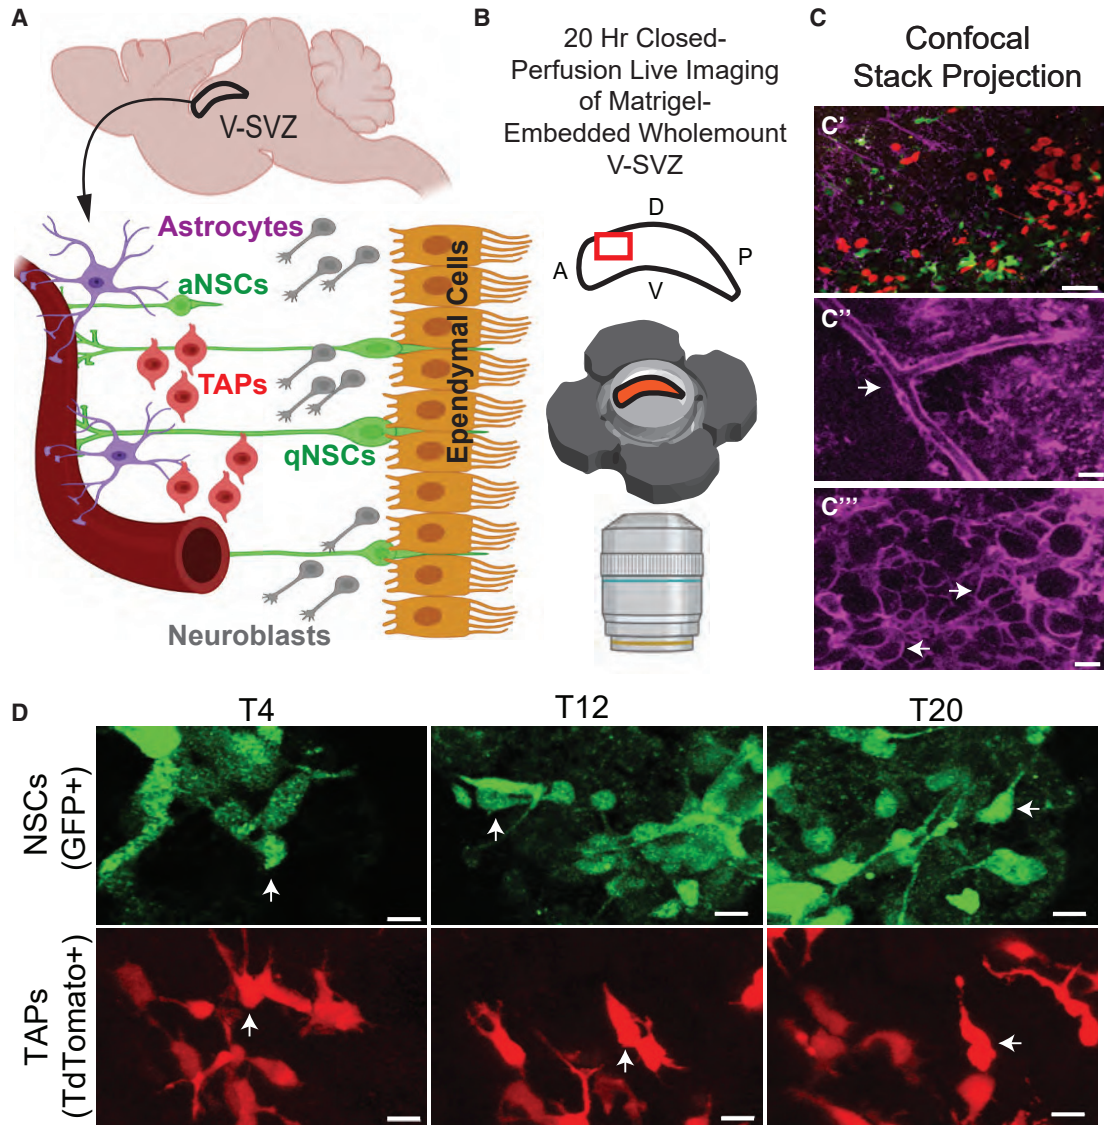 A
V-SVZ
Astrocytes
aNSCs
TAPs
qNSCs
Ependymal Cells
Neuroblasts
B
20 Hr Closed-
Perfusion Live Imaging
of Matrigel-
Embedded Wholemount
V-SVZ
D
A
P
V
C
Confocal
Stack Projection
C'
C''
C'''
D
T4
T12
T20
NSCs
(GFP+)
TAPs
(TdTomato+)